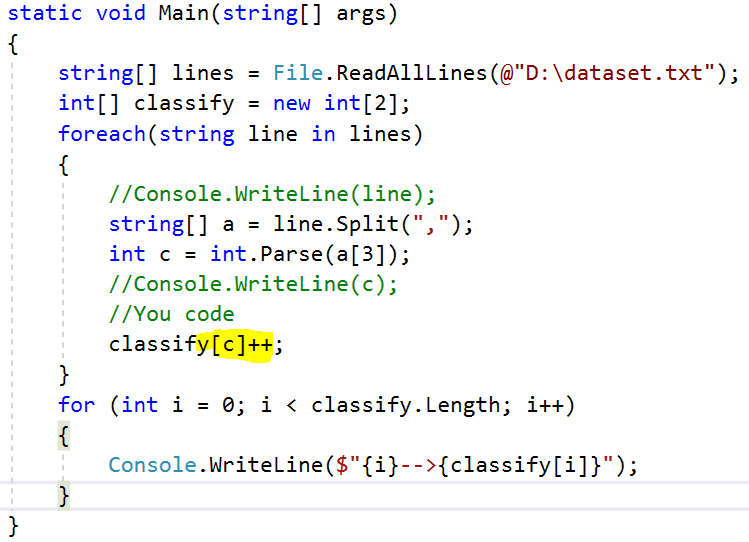 static void Main(string[] args)
{
string[] lines = File.ReadAllLines(@"D:\dataset.txt");
int[] classify = new int[2];
foreach(string line in lines)
{
//Console.WriteLine(line);
string[] a = line.Split(",");
int c = int.Parse(a[3]);
//Console.WriteLine(c);
//You code
classify[c]++;
}
for (int i = 0; i < classify.Length; i++)
{
Console.WriteLine($"{i}-->{classify[i]}");
}
}